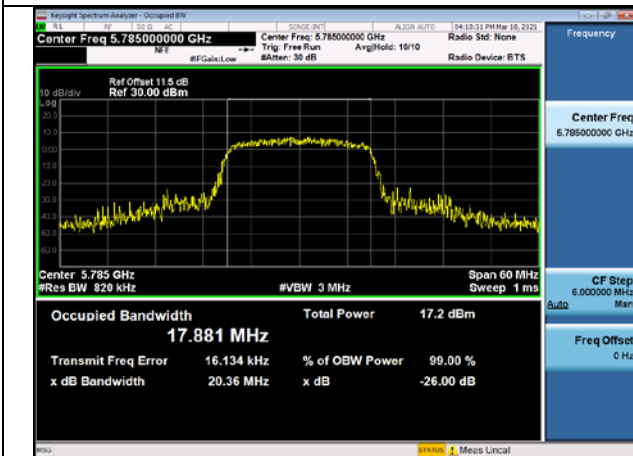 Keysight Spectrum Analyzer - Occupied BW
RL RF 50 Ω AC SENSE:INT ALIGN AUTO 04:10:51 PM Mar 10, 2021
Center Freq 5.785000000 GHz Center Freq: 5.785000000 GHz Radio Std: None Frequency
NFE Trig: Free Run Avg|Hold: 10/10
#IFGain:Low #Atten: 30 dB Radio Device: BTS
Ref Offset 11.5 dB
10 dB/div Ref 30.00 dBm
Log
20.0
10.0
0.00
10.0
20.0
30.0
40.0
50.0
60.0
Center Freq
5.785000000 GHz
Center 5.785 GHz Span 60 MHz
#Res BW 820 kHz #VBW 3 MHz Sweep 1 ms
CF Step
6.000000 MHz
Auto Man
Occupied Bandwidth Total Power 17.2 dBm
17.881 MHz
Freq Offset
0 Hz
Transmit Freq Error 16.134 kHz % of OBW Power 99.00 %
x dB Bandwidth 20.36 MHz x dB -26.00 dB
MSG STATUS Meas Uncal